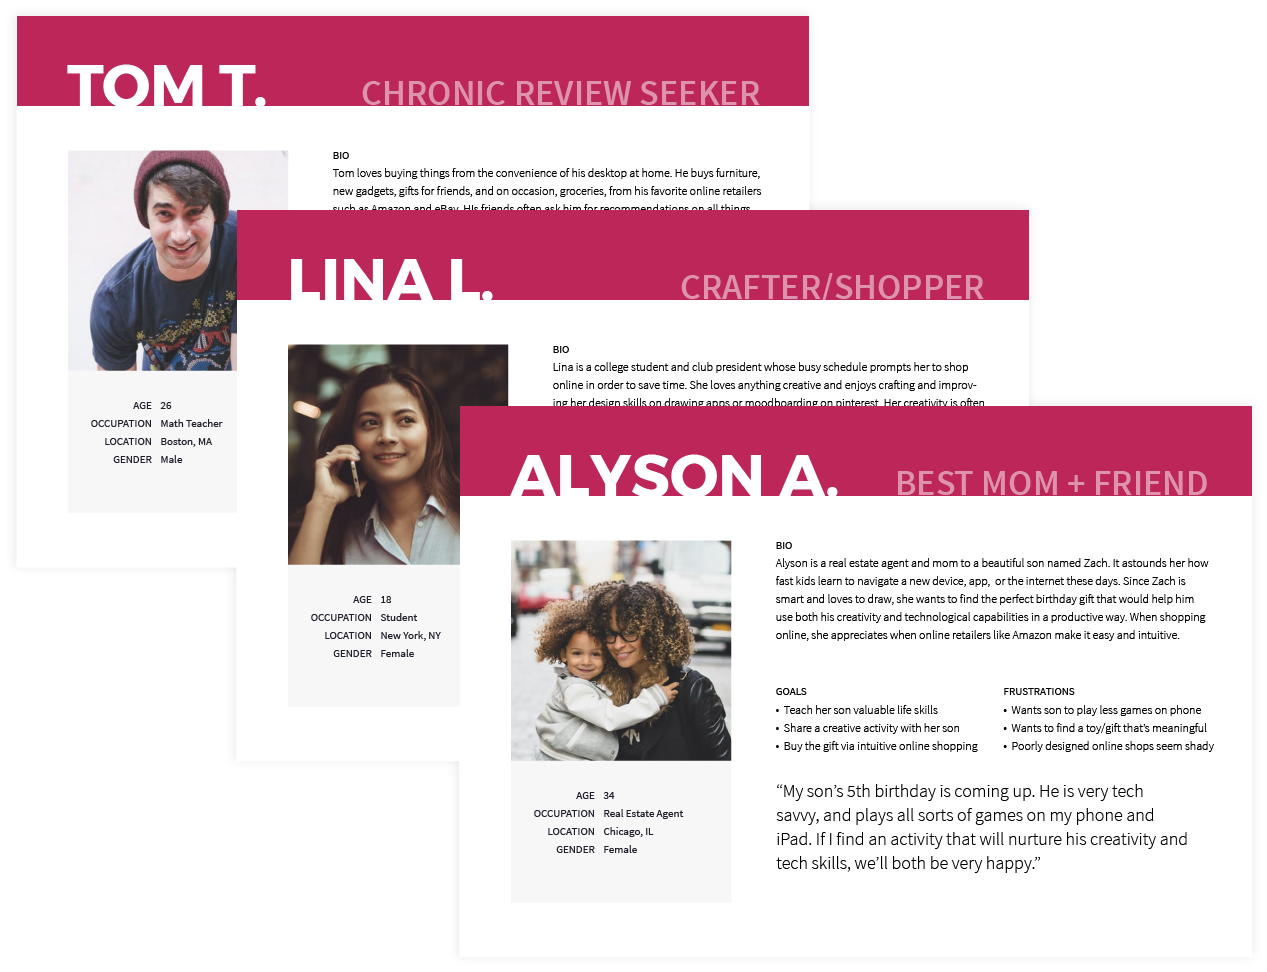 TOM T.
CHRONIC REVIEW SEEKER
BIO
Tom loves buying things from the convenience of his desktop at home. He buys furniture,
new gadgets, gifts for friends, and on occasion, groceries, from his favorite online retailers
such as Amazon and eBay. HIs friends often ask him for recommendations on all things
AGE 26
OCCUPATION Math Teacher
LOCATION Boston, MA
GENDER Male
LINA L.
CRAFTER/SHOPPER
BIO
Lina is a college student and club president whose busy schedule prompts her to shop
online in order to save time. She loves anything creative and enjoys crafting and improv-
ing her design skills on drawing apps or moodboarding on pinterest. Her creativity is often
AGE 18
OCCUPATION Student
LOCATION New York, NY
GENDER Female
ALYSON A.
BEST MOM + FRIEND
BIO
Alyson is a real estate agent and mom to a beautiful son named Zach. It astounds her how
fast kids learn to navigate a new device, app, or the internet these days. Since Zach is
smart and loves to draw, she wants to find the perfect birthday gift that would help him
use both his creativity and technological capabilities in a productive way. When shopping
online, she appreciates when online retailers like Amazon make it easy and intuitive.
GOALS
• Teach her son valuable life skills
• Share a creative activity with her son
• Buy the gift via intuitive online shopping
FRUSTRATIONS
• Wants son to play less games on phone
• Wants to find a toy/gift that's meaningful
• Poorly designed online shops seem shady
“My son’s 5th birthday is coming up. He is very tech
savvy, and plays all sorts of games on my phone and
iPad. If I find an activity that will nurture his creativity and
tech skills, we’ll both be very happy.”
AGE 34
OCCUPATION Real Estate Agent
LOCATION Chicago, IL
GENDER Female